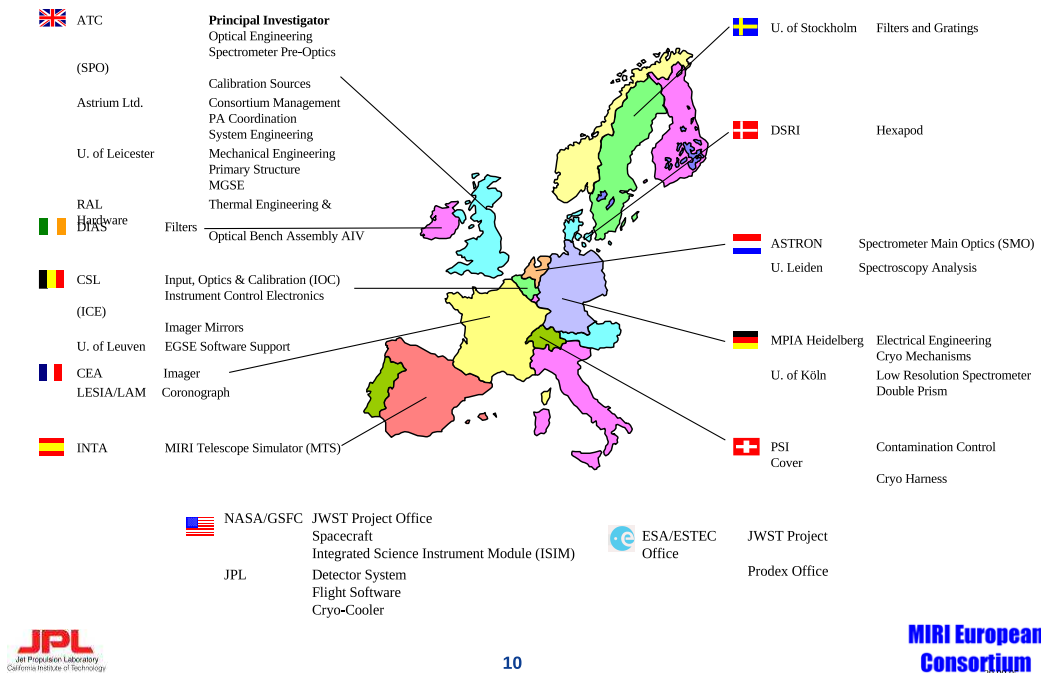 ATC Principal Investigator
Optical Engineering
Spectrometer Pre-Optics
(SPO)
Calibration Sources
Astrium Ltd. Consortium Management
PA Coordination
System Engineering
U. of Leicester Mechanical Engineering
Primary Structure
MGSE
RAL Thermal Engineering &
Hardware
DIAS Filters
Optical Bench Assembly AIV
CSL Input, Optics & Calibration (IOC)
Instrument Control Electronics
(ICE)
Imager Mirrors
U. of Leuven EGSE Software Support
CEA Imager
LESIA/LAM Coronograph
INTA MIRI Telescope Simulator (MTS)
U. of Stockholm Filters and Gratings
DSRI Hexapod
ASTRON Spectrometer Main Optics (SMO)
U. Leiden Spectroscopy Analysis
MPIA Heidelberg Electrical Engineering
Cryo Mechanisms
U. of Köln Low Resolution Spectrometer
Double Prism
PSI Contamination Control
Cover
Cryo Harness
NASA/GSFC JWST Project Office
Spacecraft
Integrated Science Instrument Module (ISIM)
JPL Detector System
Flight Software
Cryo-Cooler
ESA/ESTEC JWST Project
Office
Prodex Office
JPL
Jet Propulsion Laboratory
California Institute of Technology
10
MIRI European
Consortium